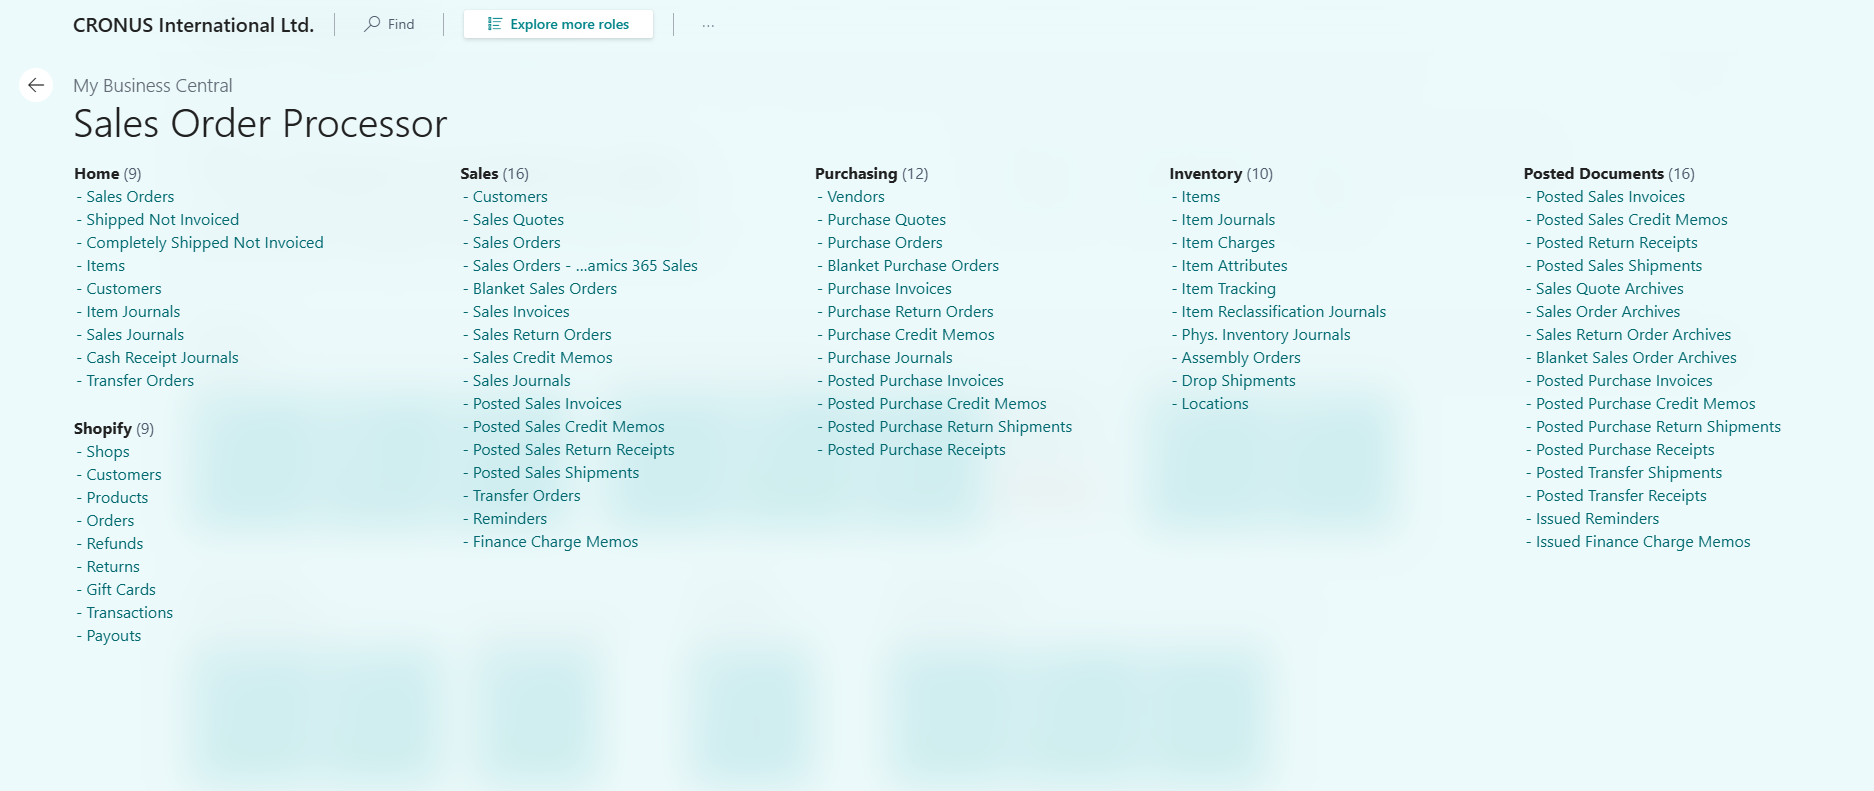 CRONUS International Ltd.
Find
Explore more roles
...
My Business Central
Sales Order Processor
Home (9)
- Sales Orders
- Shipped Not Invoiced
- Completely Shipped Not Invoiced
- Items
- Customers
- Item Journals
- Sales Journals
- Cash Receipt Journals
- Transfer Orders
Shopify (9)
- Shops
- Customers
- Products
- Orders
- Refunds
- Returns
- Gift Cards
- Transactions
- Payouts
Sales (16)
- Customers
- Sales Quotes
- Sales Orders
- Sales Orders - ...amics 365 Sales
- Blanket Sales Orders
- Sales Invoices
- Sales Return Orders
- Sales Credit Memos
- Sales Journals
- Posted Sales Invoices
- Posted Sales Credit Memos
- Posted Sales Return Receipts
- Posted Sales Shipments
- Transfer Orders
- Reminders
- Finance Charge Memos
Purchasing (12)
- Vendors
- Purchase Quotes
- Purchase Orders
- Blanket Purchase Orders
- Purchase Invoices
- Purchase Return Orders
- Purchase Credit Memos
- Purchase Journals
- Posted Purchase Invoices
- Posted Purchase Credit Memos
- Posted Purchase Return Shipments
- Posted Purchase Receipts
Inventory (10)
- Items
- Item Journals
- Item Charges
- Item Attributes
- Item Tracking
- Item Reclassification Journals
- Phys. Inventory Journals
- Assembly Orders
- Drop Shipments
- Locations
Posted Documents (16)
- Posted Sales Invoices
- Posted Sales Credit Memos
- Posted Return Receipts
- Posted Sales Shipments
- Sales Quote Archives
- Sales Order Archives
- Sales Return Order Archives
- Blanket Sales Order Archives
- Posted Purchase Invoices
- Posted Purchase Credit Memos
- Posted Purchase Return Shipments
- Posted Purchase Receipts
- Posted Transfer Shipments
- Posted Transfer Receipts
- Issued Reminders
- Issued Finance Charge Memos